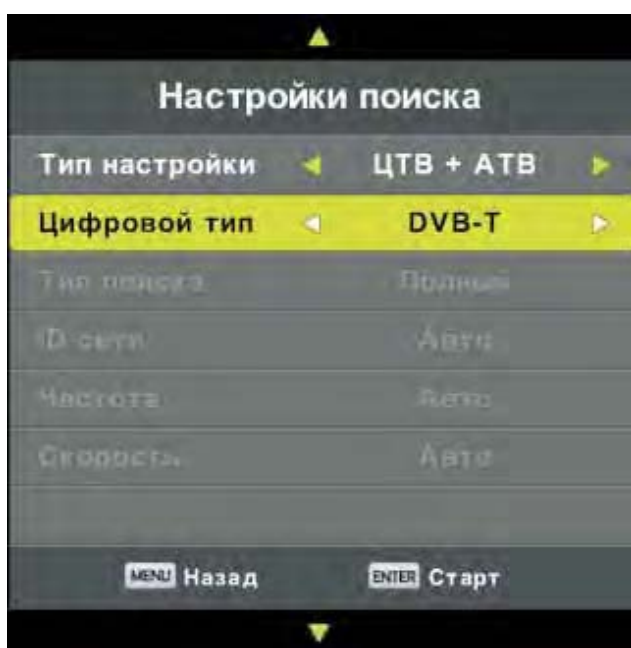 Настройки поиска
Тип настройки ЦТВ + АТВ
Цифровой тип DVB-T
Тип поиска Полный
ID сети Авто
Частота Авто
Скорость Авто
MENU Назад ENTER Старт